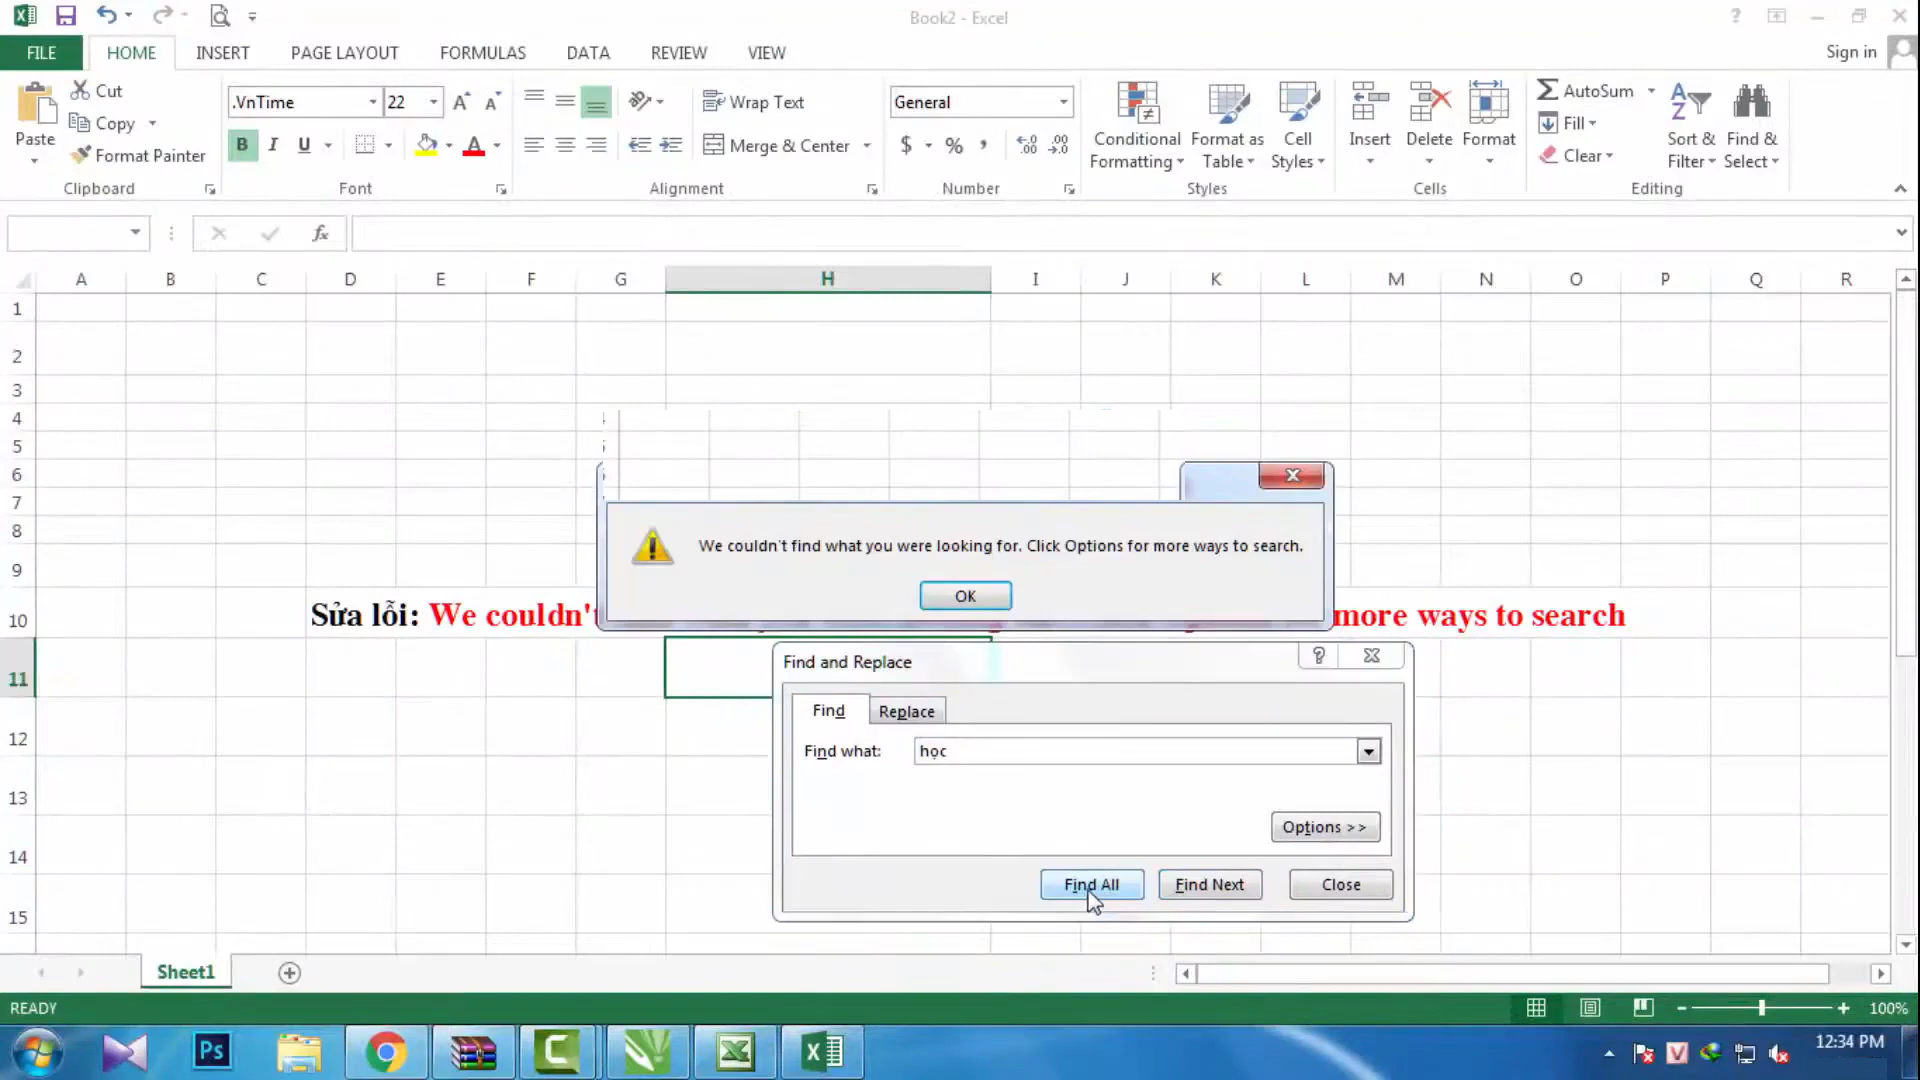 Book2 - Excel
FILE HOME INSERT PAGE LAYOUT FORMULAS DATA REVIEW VIEW Sign in
Cut
Copy
Format Painter
Paste
Clipboard
.VnTime 22
B I U A
Font
Wrap Text
Merge & Center
Alignment
General
$ % ,
Number
Conditional Formatting
Format as Table
Cell Styles
Styles
Insert Delete Format
Cells
AutoSum
Fill
Clear
Sort & Filter
Find & Select
Editing
fx
A B C D E F G H I J K L M N O P Q R
1
2
3
4
5
6
7
8
9
10
11
12
13
14
15
We couldn't find what you were looking for. Click Options for more ways to search.
OK
Sửa lỗi: We couldn't more ways to search
Find and Replace
Find Replace
Find what: học
Options >>
Find All Find Next Close
Sheet1
READY 100%
Ps
12:34 PM